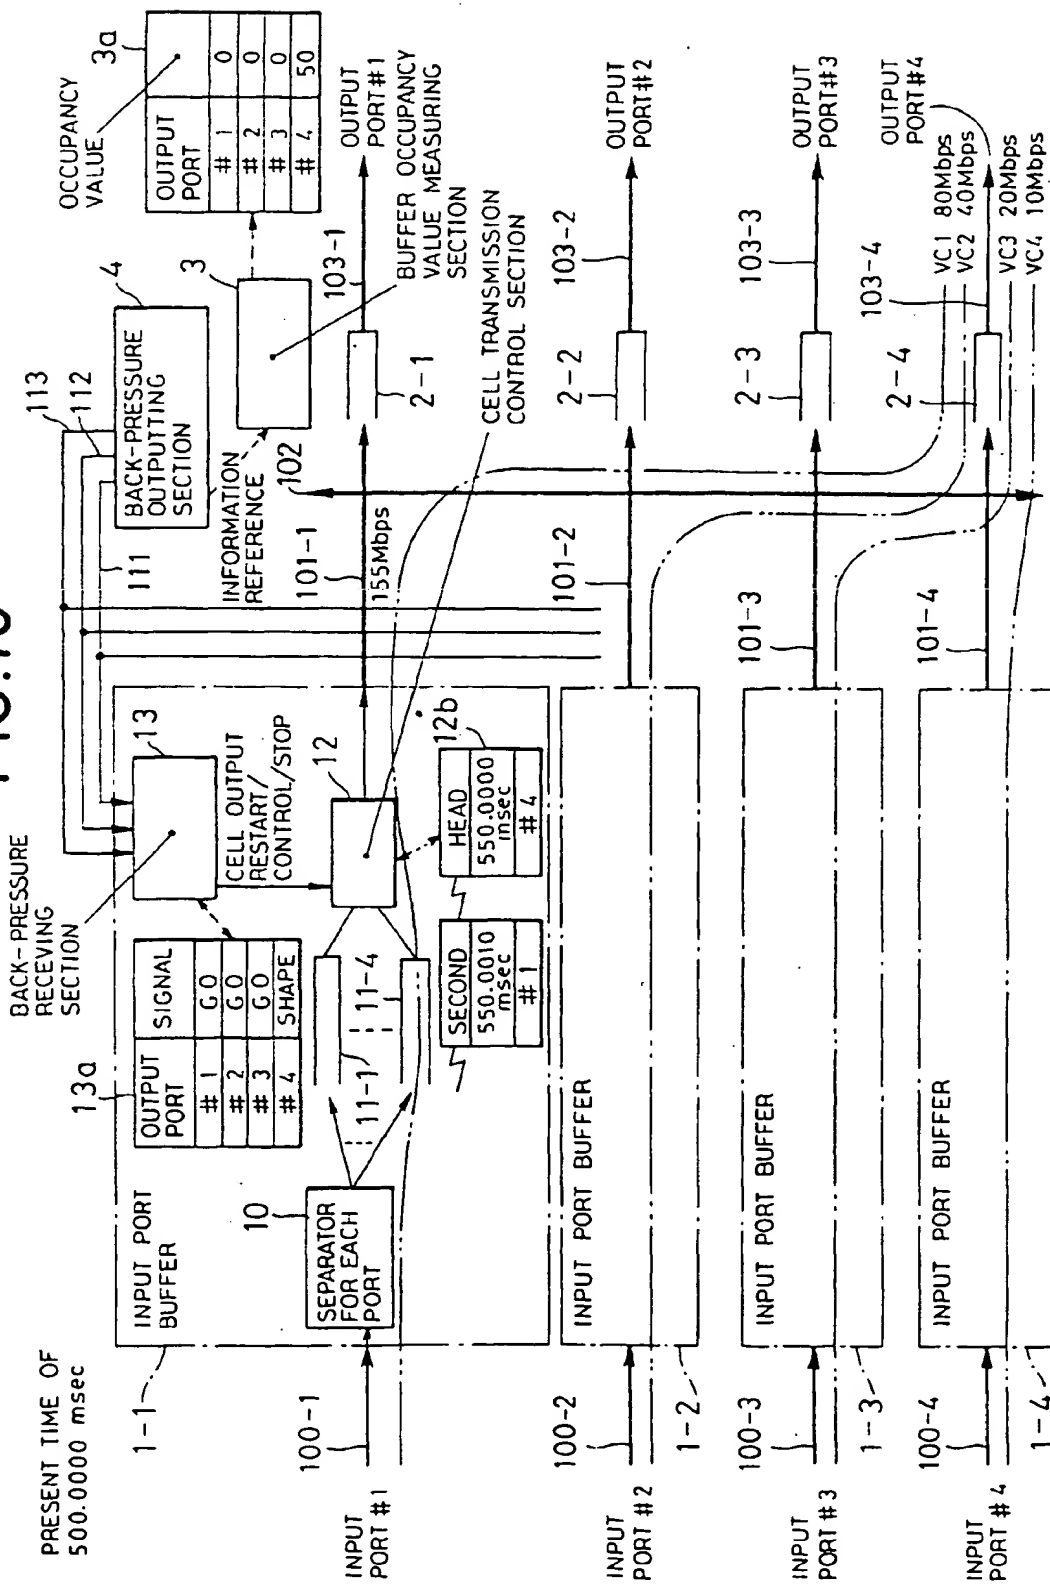 PRESENT TIME OF
500.0000 msec
BACK-PRESSURE
RECEVING
SECTION
13a
OUTPUT
PORT
SIGNAL
# 1 GO
# 2 GO
# 3 GO
# 4 SHAPE
13
113
112
111
4
BACK-PRESSURE
OUTPUTTING
SECTION
OCCUPANCY
VALUE
3a
OUTPUT
PORT
# 1 0
# 2 0
# 3 0
# 4 50
3
INFORMATION
REFERENCE
1-1
INPUT PORT
BUFFER
10
SEPARATOR
FOR EACH
PORT
11-1
11-4
CELL OUTPUT
RESTART/
CONTROL/STOP
12
12b
SECOND
550.0010
msec
# 1
HEAD
550.0000
msec
# 4
100-1
INPUT
PORT #1
101-1
155Mbps
102
2-1
103-1
OUTPUT
PORT#1
BUFFER OCCUPANCY
VALUE MEASURING
SECTION
CELL TRANSMISSION
CONTROL SECTION
100-2
INPUT
PORT #2
1-2
INPUT PORT BUFFER
101-2
2-2
103-2
OUTPUT
PORT#2
100-3
INPUT
PORT #3
1-3
INPUT PORT BUFFER
101-3
2-3
103-3
OUTPUT
PORT#3
100-4
INPUT
PORT #4
1-4
INPUT PORT BUFFER
101-4
2-4
103-4
OUTPUT
PORT#4
VC1 80Mbps
VC2 40Mbps
VC3 20Mbps
VC4 10Mbps